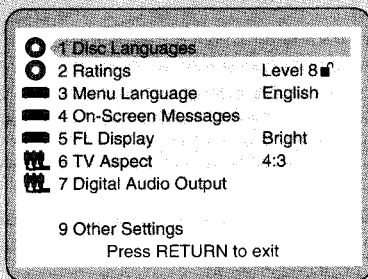 1 Disc Languages
2 Ratings Level 8
3 Menu Language English
4 On-Screen Messages
5 FL Display Bright
6 TV Aspect 4:3
7 Digital Audio Output
9 Other Settings
Press RETURN to exit